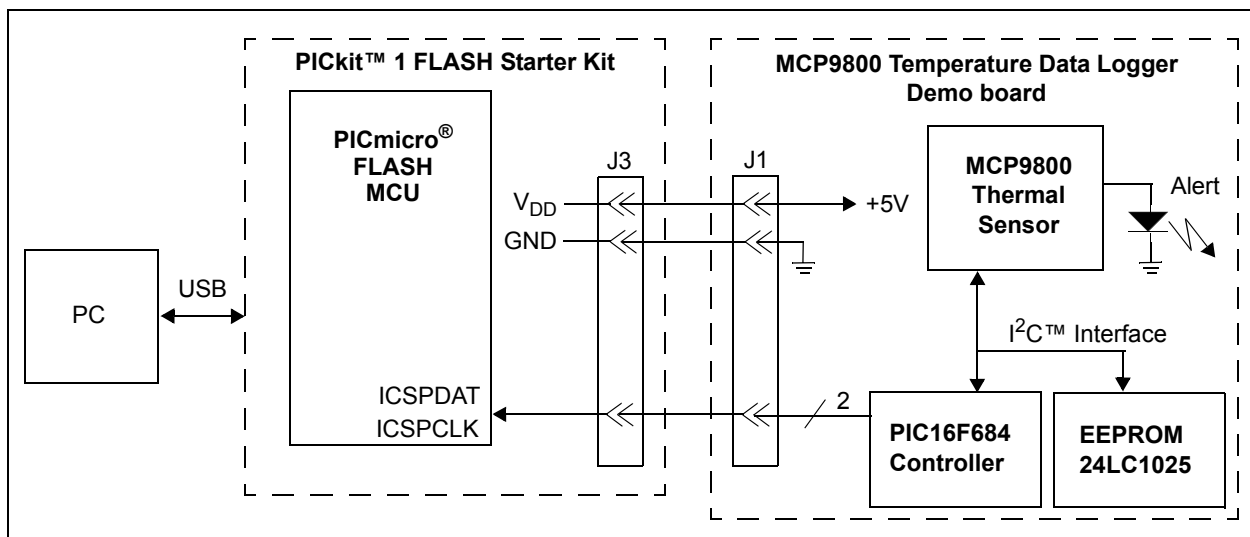 PICkit™ 1 FLASH Starter Kit
MCP9800 Temperature Data Logger
Demo board
PICmicro®
FLASH
MCU
J3
J1
MCP9800
Thermal
Sensor
Alert
VDD
+5V
GND
PC
USB
I2C™ Interface
ICSPDAT
ICSPCLK
2
PIC16F684
Controller
EEPROM
24LC1025